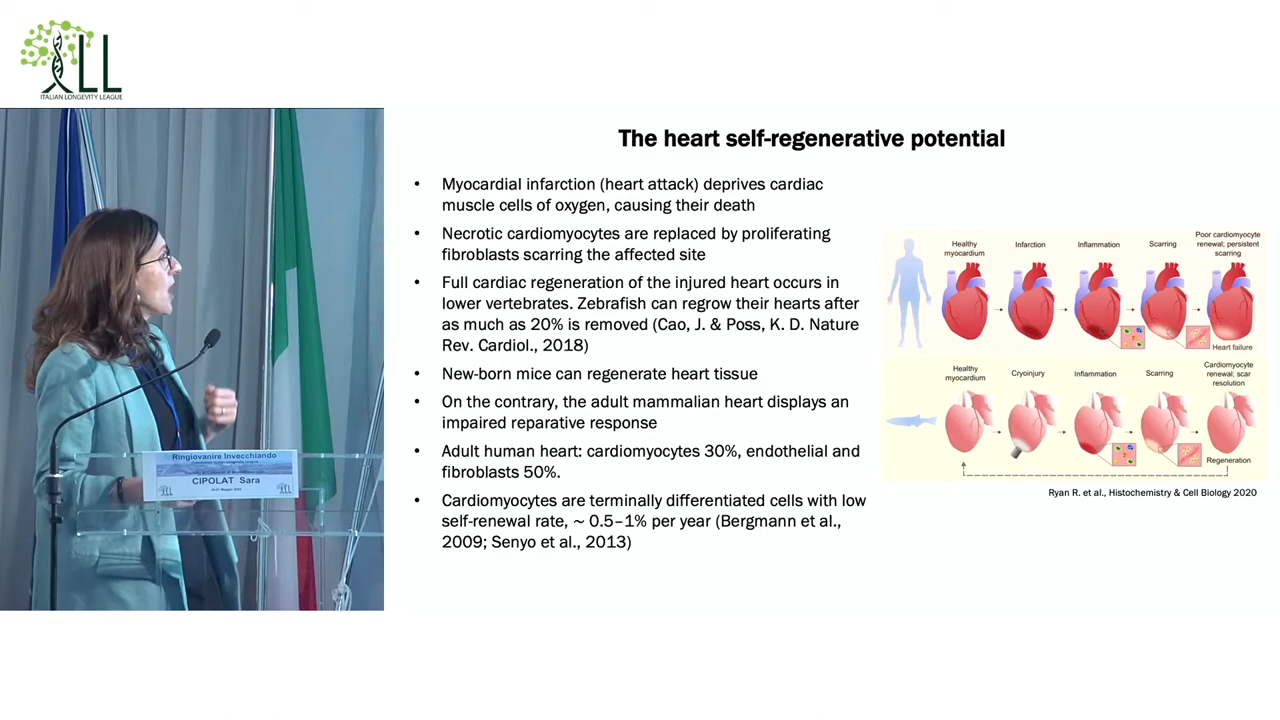 LL
ITALIAN LONGEVITY LEAGUE
The heart self-regenerative potential
• Myocardial infarction (heart attack) deprives cardiac
muscle cells of oxygen, causing their death
• Necrotic cardiomyocytes are replaced by proliferating
fibroblasts scarring the affected site
• Full cardiac regeneration of the injured heart occurs in
lower vertebrates. Zebrafish can regrow their hearts after
as much as 20% is removed (Cao, J. & Poss, K. D. Nature
Rev. Cardiol., 2018)
• New-born mice can regenerate heart tissue
• On the contrary, the adult mammalian heart displays an
impaired reparative response
• Adult human heart: cardiomyocytes 30%, endothelial and
fibroblasts 50%.
• Cardiomyocytes are terminally differentiated cells with low
self-renewal rate, ~ 0.5–1% per year (Bergmann et al.,
2009; Senyo et al., 2013)
Healthy
myocardium
Infarction
Inflammation
Scarring
Poor cardiomyocyte
renewal; persistent
scarring
Heart failure
Healthy
myocardium
Cryoinjury
Inflammation
Scarring
Cardiomyocyte
renewal; scar
resolution
Regeneration
Ryan R. et al., Histochemistry & Cell Biology 2020
Ringiovanire Invecchiando
CIPOLAT Sara